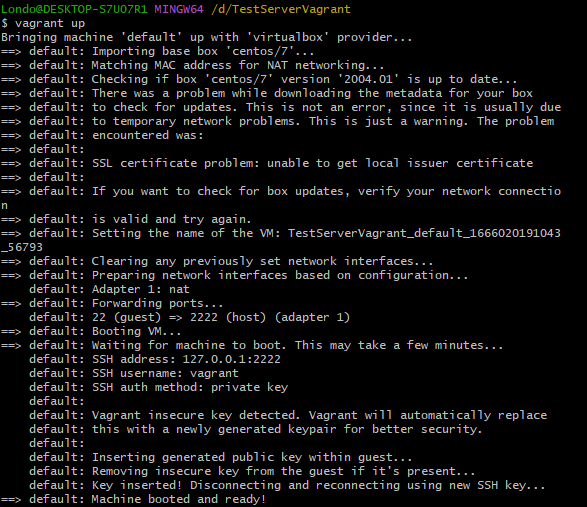 Londo@DESKTOP-S7UO7R1 MINGW64 /d/TestServerVagrant
$ vagrant up
Bringing machine 'default' up with 'virtualbox' provider...
==> default: Importing base box 'centos/7'...
==> default: Matching MAC address for NAT networking...
==> default: Checking if box 'centos/7' version '2004.01' is up to date...
==> default: There was a problem while downloading the metadata for your box
==> default: to check for updates. This is not an error, since it is usually due
==> default: to temporary network problems. This is just a warning. The problem
==> default: encountered was:
==> default:
==> default: SSL certificate problem: unable to get local issuer certificate
==> default:
==> default: If you want to check for box updates, verify your network connectio
n
==> default: is valid and try again.
==> default: Setting the name of the VM: TestServerVagrant_default_1666020191043
_56793
==> default: Clearing any previously set network interfaces...
==> default: Preparing network interfaces based on configuration...
    default: Adapter 1: nat
==> default: Forwarding ports...
    default: 22 (guest) => 2222 (host) (adapter 1)
==> default: Booting VM...
==> default: Waiting for machine to boot. This may take a few minutes...
    default: SSH address: 127.0.0.1:2222
    default: SSH username: vagrant
    default: SSH auth method: private key
    default:
    default: Vagrant insecure key detected. Vagrant will automatically replace
    default: this with a newly generated keypair for better security.
    default:
    default: Inserting generated public key within guest...
    default: Removing insecure key from the guest if it's present...
    default: Key inserted! Disconnecting and reconnecting using new SSH key...
==> default: Machine booted and ready!